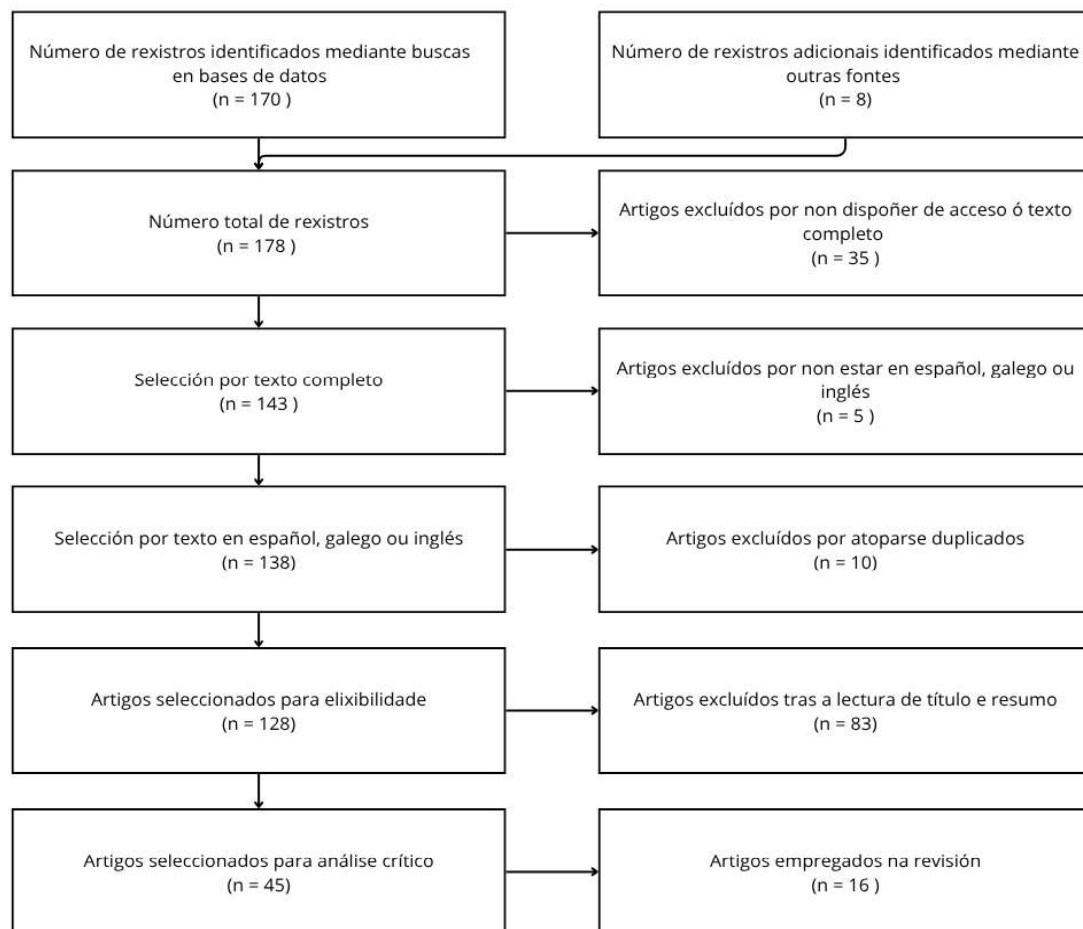 Número de rexistros identificados mediante buscas
en bases de datos
(n = 170 )
Número de rexistros adicionais identificados mediante
outras fontes
(n = 8)
Número total de rexistros
(n = 178 )
Artigos excluídos por non dispoñer de acceso ó texto
completo
(n = 35 )
Selección por texto completo
(n = 143 )
Artigos excluídos por non estar en español, galego ou
inglés
(n = 5 )
Selección por texto en español, galego ou inglés
(n = 138)
Artigos excluídos por atoparse duplicados
(n = 10)
Artigos seleccionados para elixibilidade
(n = 128)
Artigos excluídos tras a lectura de título e resumo
(n = 83)
Artigos seleccionados para análise crítico
(n = 45)
Artigos empregados na revisión
(n = 16 )